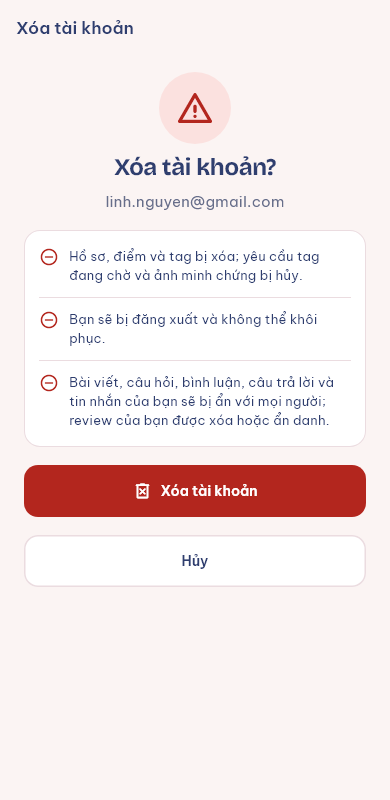 Xóa tài khoản
Xóa tài khoản?
linh.nguyen@gmail.com
Hồ sơ, điểm và tag bị xóa; yêu cầu tag
đang chờ và ảnh minh chứng bị hủy.
Bạn sẽ bị đăng xuất và không thể khôi
phục.
Bài viết, câu hỏi, bình luận, câu trả lời và
tin nhắn của bạn sẽ bị ẩn với mọi người;
review của bạn được xóa hoặc ẩn danh.
Xóa tài khoản
Hủy